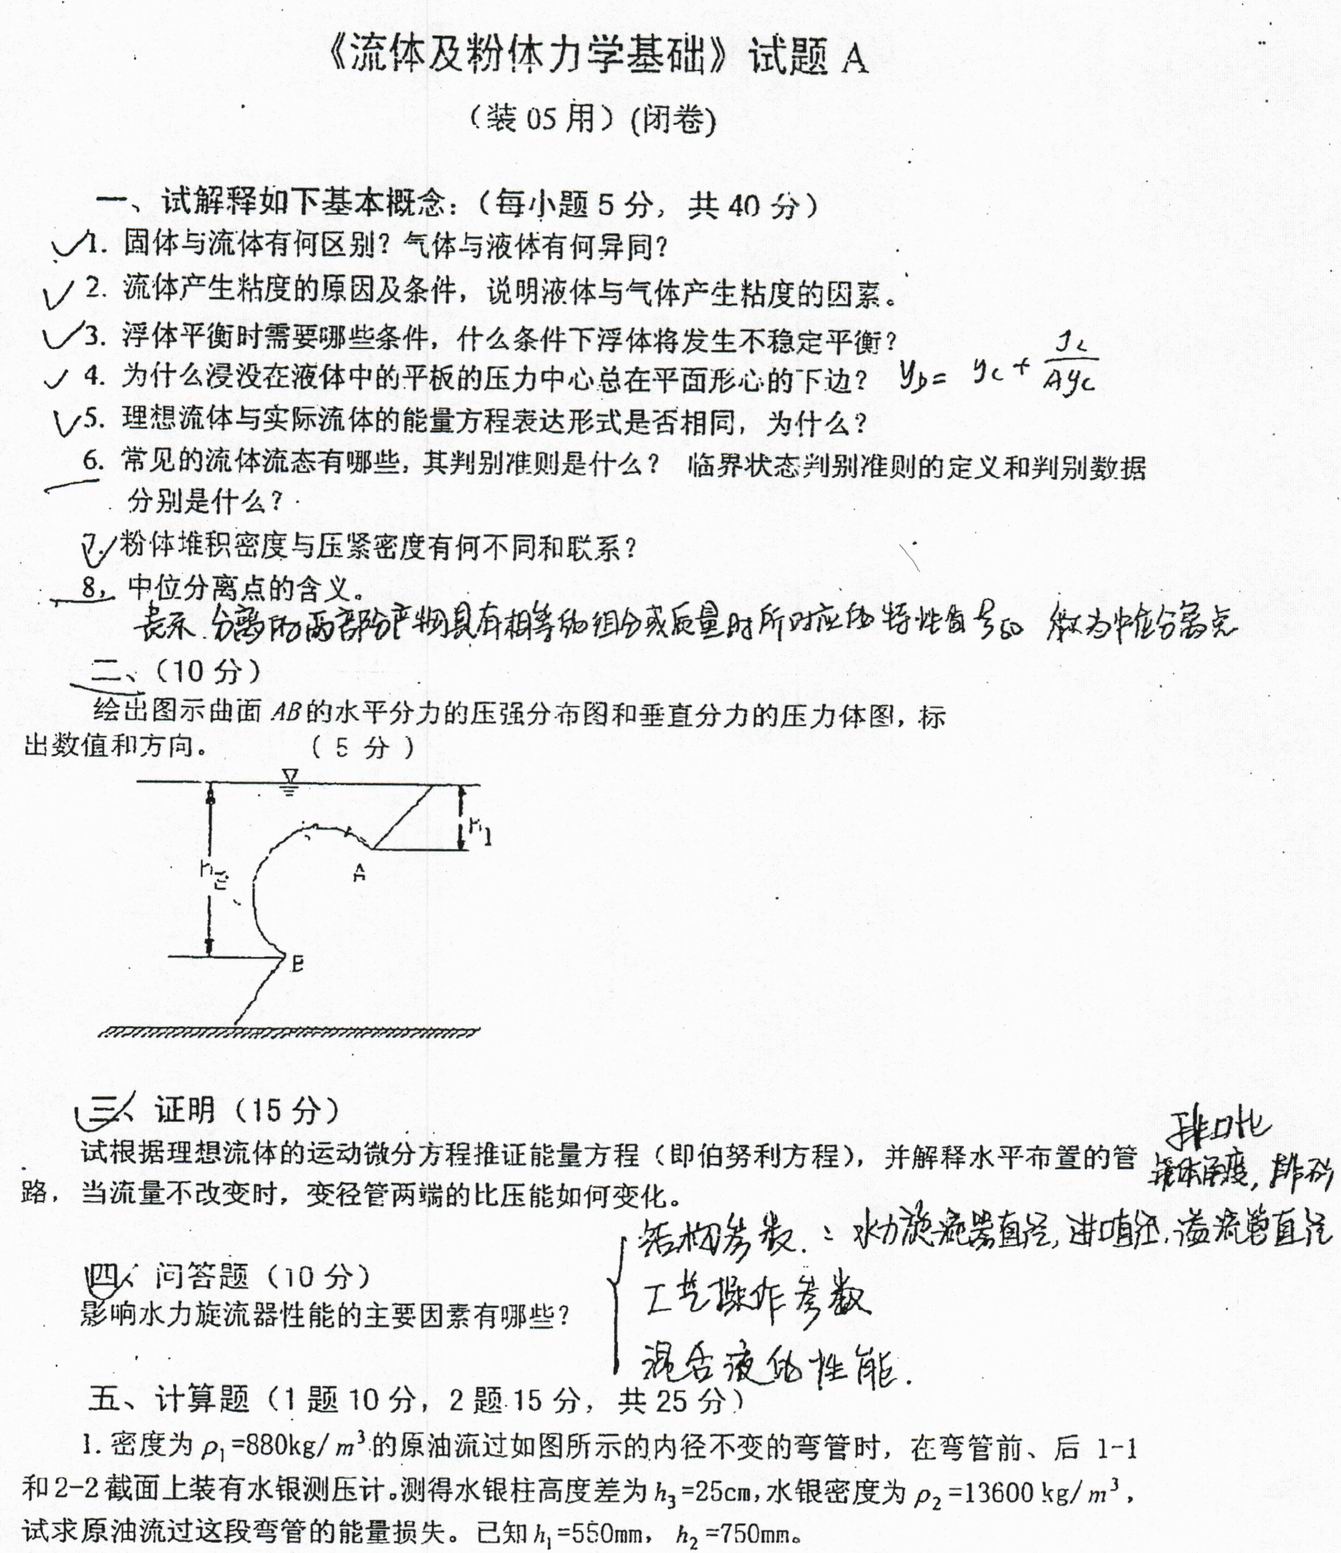 《流体及粉体力学基础》试题 A
（装 05 用）(闭卷)
一、试解释如下基本概念：（每小题 5 分，共 40 分）
1. 固体与流体有何区别？气体与液体有何异同？
2. 流体产生粘度的原因及条件，说明液体与气体产生粘度的因素。
3. 浮体平衡时需要哪些条件，什么条件下浮体将发生不稳定平衡？
4. 为什么浸没在液体中的平板的压力中心总在平面形心的下边？ y_D = y_c + J_c/(A y_c)
5. 理想流体与实际流体的能量方程表达形式是否相同，为什么？
6. 常见的流体流态有哪些，其判别准则是什么？ 临界状态判别准则的定义和判别数据
分别是什么？
7. 粉体堆积密度与压紧密度有何不同和联系？
8. 中位分离点的含义。
表示分离的两部分产物具有相等的组分或质量时所对应的特性值 ξ50 称为中位分离点
二、（10 分）
绘出图示曲面 AB 的水平分力的压强分布图和垂直分力的压力体图，标
出数值和方向。 （ 5 分 ）
h1
h2
A
B
三、证明（15 分）
试根据理想流体的运动微分方程推证能量方程（即伯努利方程），并解释水平布置的管
路，当流量不改变时，变径管两端的比压能如何变化。
排口比
锥体角度，排砂
结构参数：水力旋流器直径，进口直径，溢流管直径
四、问答题（10 分）
工艺操作参数
影响水力旋流器性能的主要因素有哪些？
混合液的性能．
五、计算题（1 题 10 分，2 题 15 分，共 25 分）
1. 密度为 ρ1=880kg/m³ 的原油流过如图所示的内径不变的弯管时，在弯管前、后 1-1
和 2-2 截面上装有水银测压计。测得水银柱高度差为 h3=25cm，水银密度为 ρ2=13600 kg/m³，
试求原油流过这段弯管的能量损失。已知 h1=550mm， h2=750mm。